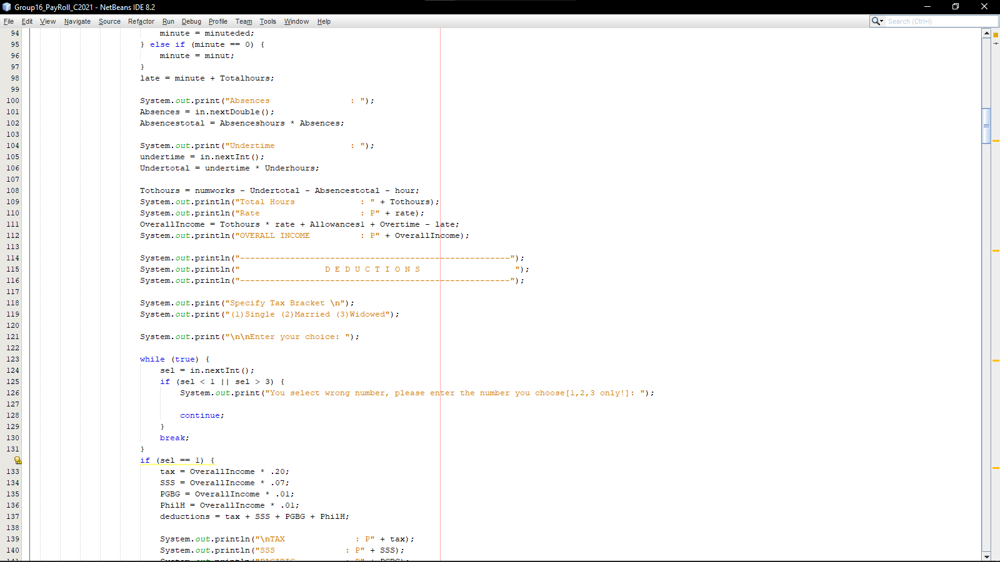 Group16_PayRoll_C2021 - NetBeans IDE 8.2
File Edit View Navigate Source Refactor Run Debug Profile Team Tools Window Help Search (Ctrl+I)
94 minute = minuteded;
95 } else if (minute == 0) {
96 minute = minut;
97 }
98 late = minute + Totalhours;
99
100 System.out.print("Absences : ");
101 Absences = in.nextDouble();
102 Absencestotal = Absenceshours * Absences;
103
104 System.out.print("Undertime : ");
105 undertime = in.nextInt();
106 Undertotal = undertime * Underhours;
107
108 Tothours = numworks - Undertotal - Absencestotal - hour;
109 System.out.println("Total Hours : " + Tothours);
110 System.out.println("Rate : P" + rate);
111 OverallIncome = Tothours * rate + Allowances1 + Overtime - late;
112 System.out.println("OVERALL INCOME : P" + OverallIncome);
113
114 System.out.println("------------------------------------------------------");
115 System.out.println(" D E D U C T I O N S ");
116 System.out.println("------------------------------------------------------");
117
118 System.out.print("Specify Tax Bracket \n");
119 System.out.print("(1)Single (2)Married (3)Widowed");
120
121 System.out.print("\n\nEnter your choice: ");
122
123 while (true) {
124 sel = in.nextInt();
125 if (sel < 1 || sel > 3) {
126 System.out.print("You select wrong number, please enter the number you choose[1,2,3 only!]: ");
127
128 continue;
129 }
130 break;
131 }
if (sel == 1) {
133 tax = OverallIncome * .20;
134 SSS = OverallIncome * .07;
135 PGBG = OverallIncome * .01;
136 PhilH = OverallIncome * .01;
137 deductions = tax + SSS + PGBG + PhilH;
138
139 System.out.println("\nTAX : P" + tax);
140 System.out.println("SSS : P" + SSS);
141 System.out.println("PAGIBIG : P" + PGBG);